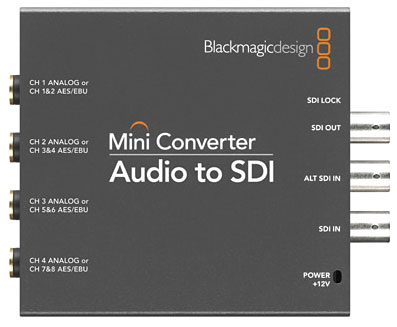 Blackmagicdesign
CH 1 ANALOG or
CH 1&2 AES/EBU
CH 2 ANALOG or
CH 3&4 AES/EBU
CH 3 ANALOG or
CH 5&6 AES/EBU
CH 4 ANALOG or
CH 7&8 AES/EBU
Mini Converter
Audio to SDI
SDI LOCK
SDI OUT
ALT SDI IN
SDI IN
POWER
+12V